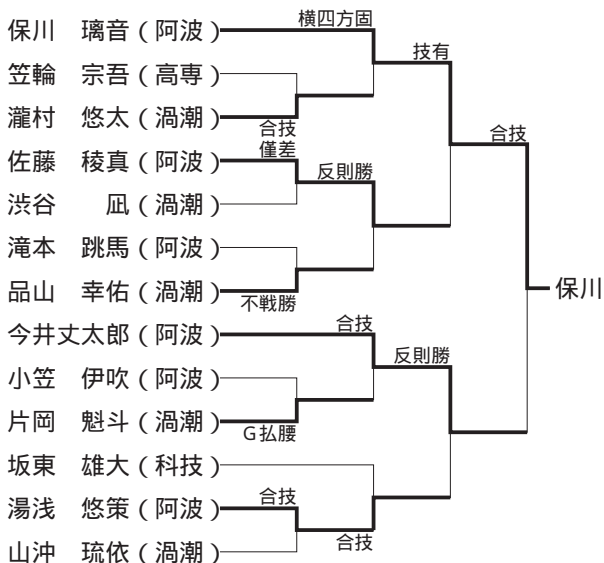 保川 璃音(阿波)
笠輪 宗吾(高専)
瀧村 悠太(渦潮)
佐藤 稜真(阿波)
渋谷 凪(渦潮)
滝本 跳馬(阿波)
品山 幸佑(渦潮)
今井丈太郎(阿波)
小笠 伊吹(阿波)
片岡 魁斗(渦潮)
坂東 雄大(科技)
湯浅 悠策(阿波)
山沖 琉依(渦潮)
合技
僅差
不戦勝
G払腰
合技
横四方固
反則勝
合技
合技
技有
反則勝
合技
保川